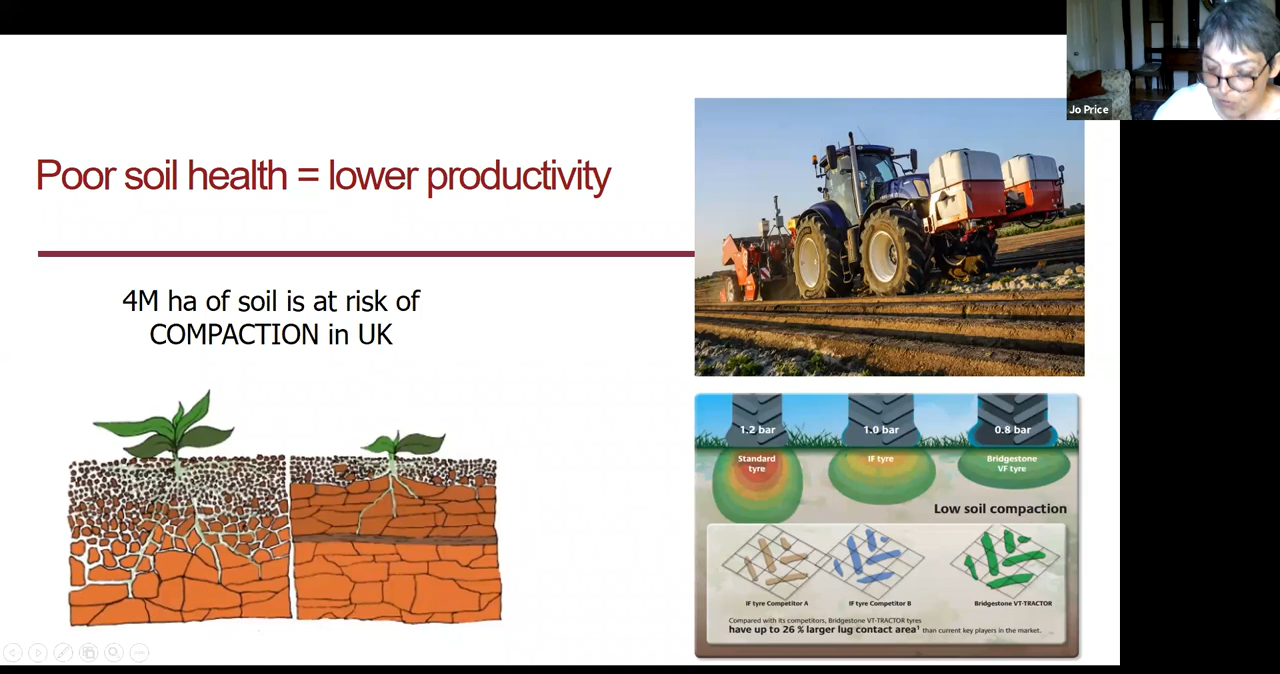 Jo Price
Poor soil health = lower productivity
4M ha of soil is at risk of
COMPACTION in UK
1.2 bar
1.0 bar
0.8 bar
Standard
tyre
IF tyre
Bridgestone
VF tyre
Low soil compaction
IF tyre Competitor A
IF tyre Competitor B
Bridgestone VT-TRACTOR
Compared with its competitors, Bridgestone VT-TRACTOR tyres
have up to 26 % larger lug contact area¹ than current key players in the market.